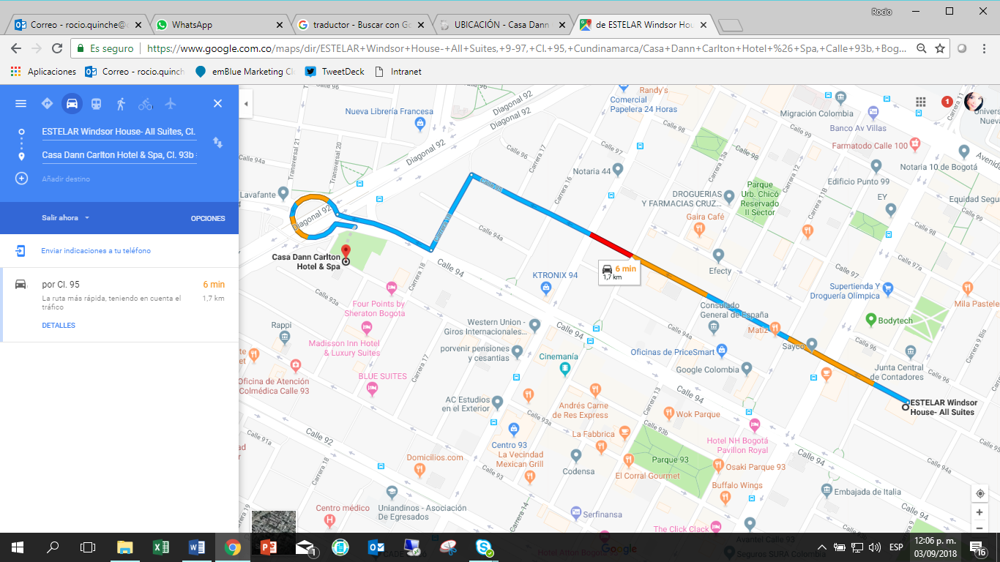 Rocio
Correo - rocio.quinche@
WhatsApp
traductor - Buscar con Go
UBICACIÓN - Casa Dann
de ESTELAR Windsor Hou
Es seguro
https://www.google.com.co/maps/dir/ESTELAR+Windsor+House-+All+Suites,+9-97,+Cl.+95,+Cundinamarca/Casa+Dann+Carlton+Hotel+%26+Spa,+Calle+93b,+Bog...
Aplicaciones
Correo - rocio.quinch
emBlue Marketing Cl
TweetDeck
Intranet
ESTELAR Windsor House- All Suites, Cl.
Casa Dann Carlton Hotel & Spa, Cl. 93b
Añadir destino
Salir ahora
OPCIONES
Enviar indicaciones a tu teléfono
por Cl. 95
6 min
La ruta más rápida, teniendo en cuenta el
tráfico
1,7 km
DETALLES
Calle 96
Randy's
Comercial
Papelera 24 Horas
Nueva Librería Francesa
Diagonal 92
Diagonal 92
Transversal 21
Transversal 20
Diagonal 92
Calle 94a
Lavafante
Diagonal 92
Calle 96
Carrera 17
Notaría 44
Carrera 16
Calle 98
Calle 99
Migración Colombia
Banco Av Villas
Carrera 11
Farmatodo Calle 100
Avenida
Notaria 10 de Bogotá
Carrera 12
Edificio Punto 99
Parque
Urb. Chicó
Reservado
II Sector
DROGUERIAS
Y FARMACIAS CRUZ...
Gaira Café
Carrera 11B
EY
Equidad Segur
Calle 97
Efecty
6 min
1,7 km
Calle 94a
Casa Dann Carlton
Hotel & Spa
Calle 94
Carrera 18
KTRONIX 94
Four Points by
Sheraton Bogota
Calle 93a
Rappi
Madisson Inn Hotel
& Luxury Suites
Western Union -
Giros Internacionales...
Calle 94
porvenir pensiones
y cesantias
Cinemanía
Carrera 17
BLUE SUITES
Oficina de Atención
Colmédica Calle 93
Consulado
General de España
Matiz
Sayco
Oficinas de PriceSmart
Google Colombia
Supertienda Y
Droguería Olímpica
Mila Pastele
Bodytech
Carrera 9 Bis
Junta Central
de Contadores
Calle 96
ESTELAR Windsor
House- All Suites
AC Estudios
en el Exterior
Andrés Carne
de Res Express
Carrera 13
Calle 94
Wok Parque
Calle 93b
La Fabbrica
Hotel NH Bogotá
Pavillon Royal
Calle 91a
Calle 92
Centro 93
La Vecindad
Mexican Grill
Codensa
Parque 93
El Corral Gourmet
Osaki Parque 93
Buffalo Wings
Calle 94
Calle 95
Embajada de Italia
Domicilios.com
Calle 93
Carrera 18
Carrera 19
Centro médico
Uniandinos - Asociación
De Egresados
Carrera 14
Serfinansa
The Click Clack
Avantel Calle 93
Google
Seguros SURA Colombia
ESP
12:06 p. m.
03/09/2018
16
1
1